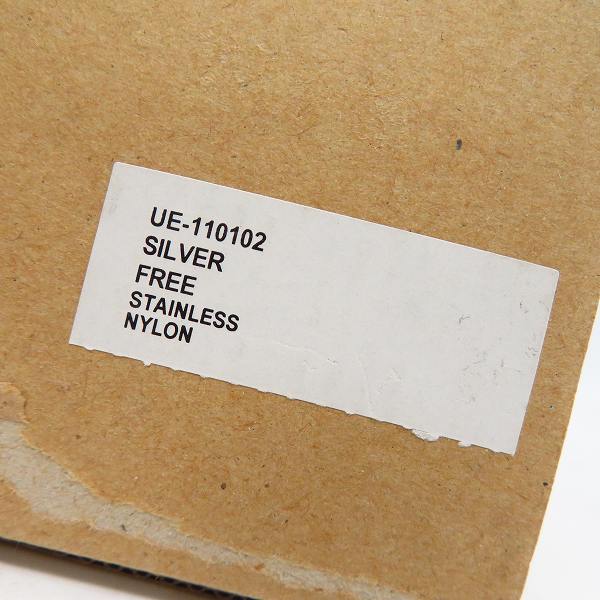 UE-110102
SILVER
FREE
STAINLESS
NYLON